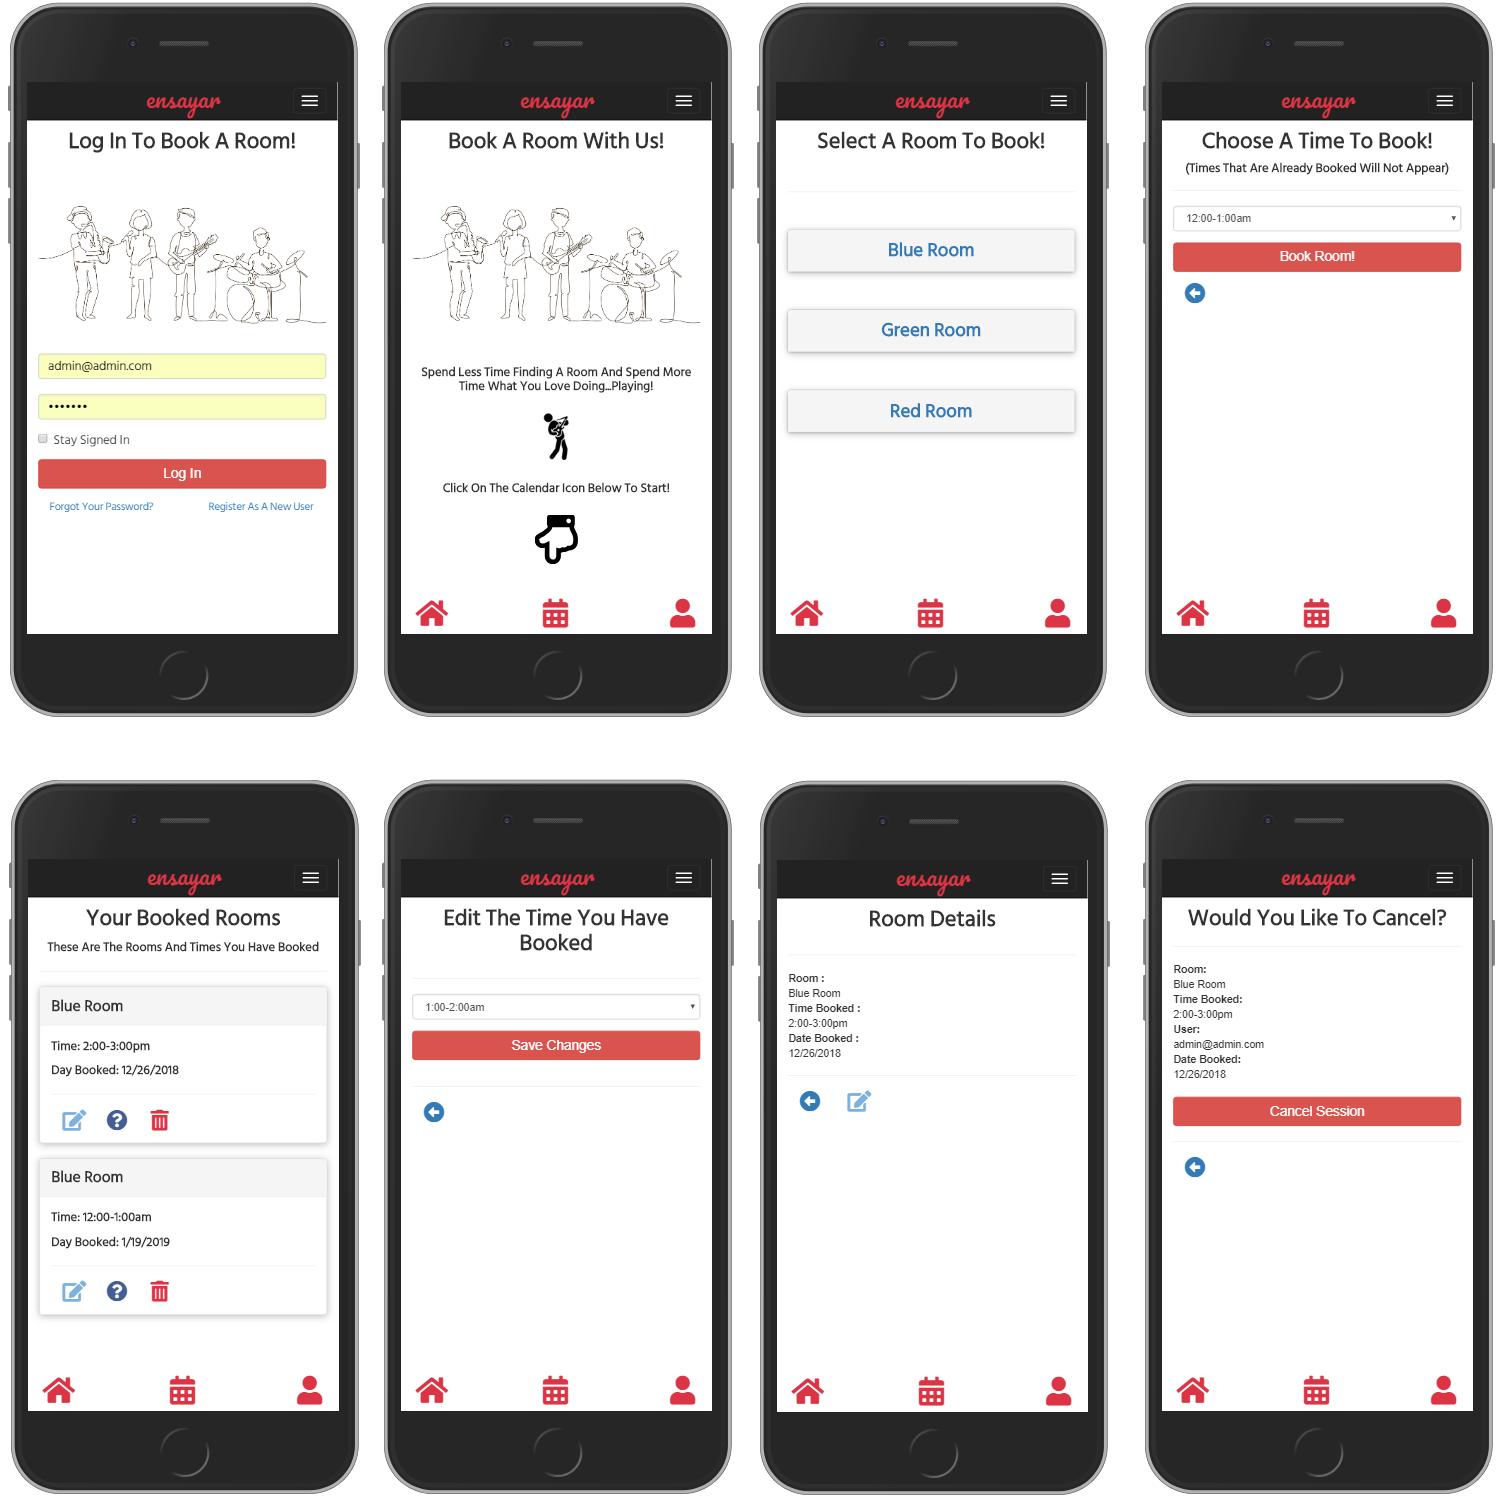 ensayar
Log In To Book A Room!
admin@admin.com
•••••••
Stay Signed In
Log In
Forgot Your Password?
Register As A New User
ensayar
Book A Room With Us!
Spend Less Time Finding A Room And Spend More
Time What You Love Doing...Playing!
Click On The Calendar Icon Below To Start!
ensayar
Select A Room To Book!
Blue Room
Green Room
Red Room
ensayar
Choose A Time To Book!
(Times That Are Already Booked Will Not Appear)
12:00-1:00am
Book Room!
ensayar
Your Booked Rooms
These Are The Rooms And Times You Have Booked
Blue Room
Time: 2:00-3:00pm
Day Booked: 12/26/2018
Blue Room
Time: 12:00-1:00am
Day Booked: 1/19/2019
ensayar
Edit The Time You Have
Booked
1:00-2:00am
Save Changes
ensayar
Room Details
Room :
Blue Room
Time Booked :
2:00-3:00pm
Date Booked :
12/26/2018
ensayar
Would You Like To Cancel?
Room:
Blue Room
Time Booked:
2:00-3:00pm
User:
admin@admin.com
Date Booked:
12/26/2018
Cancel Session